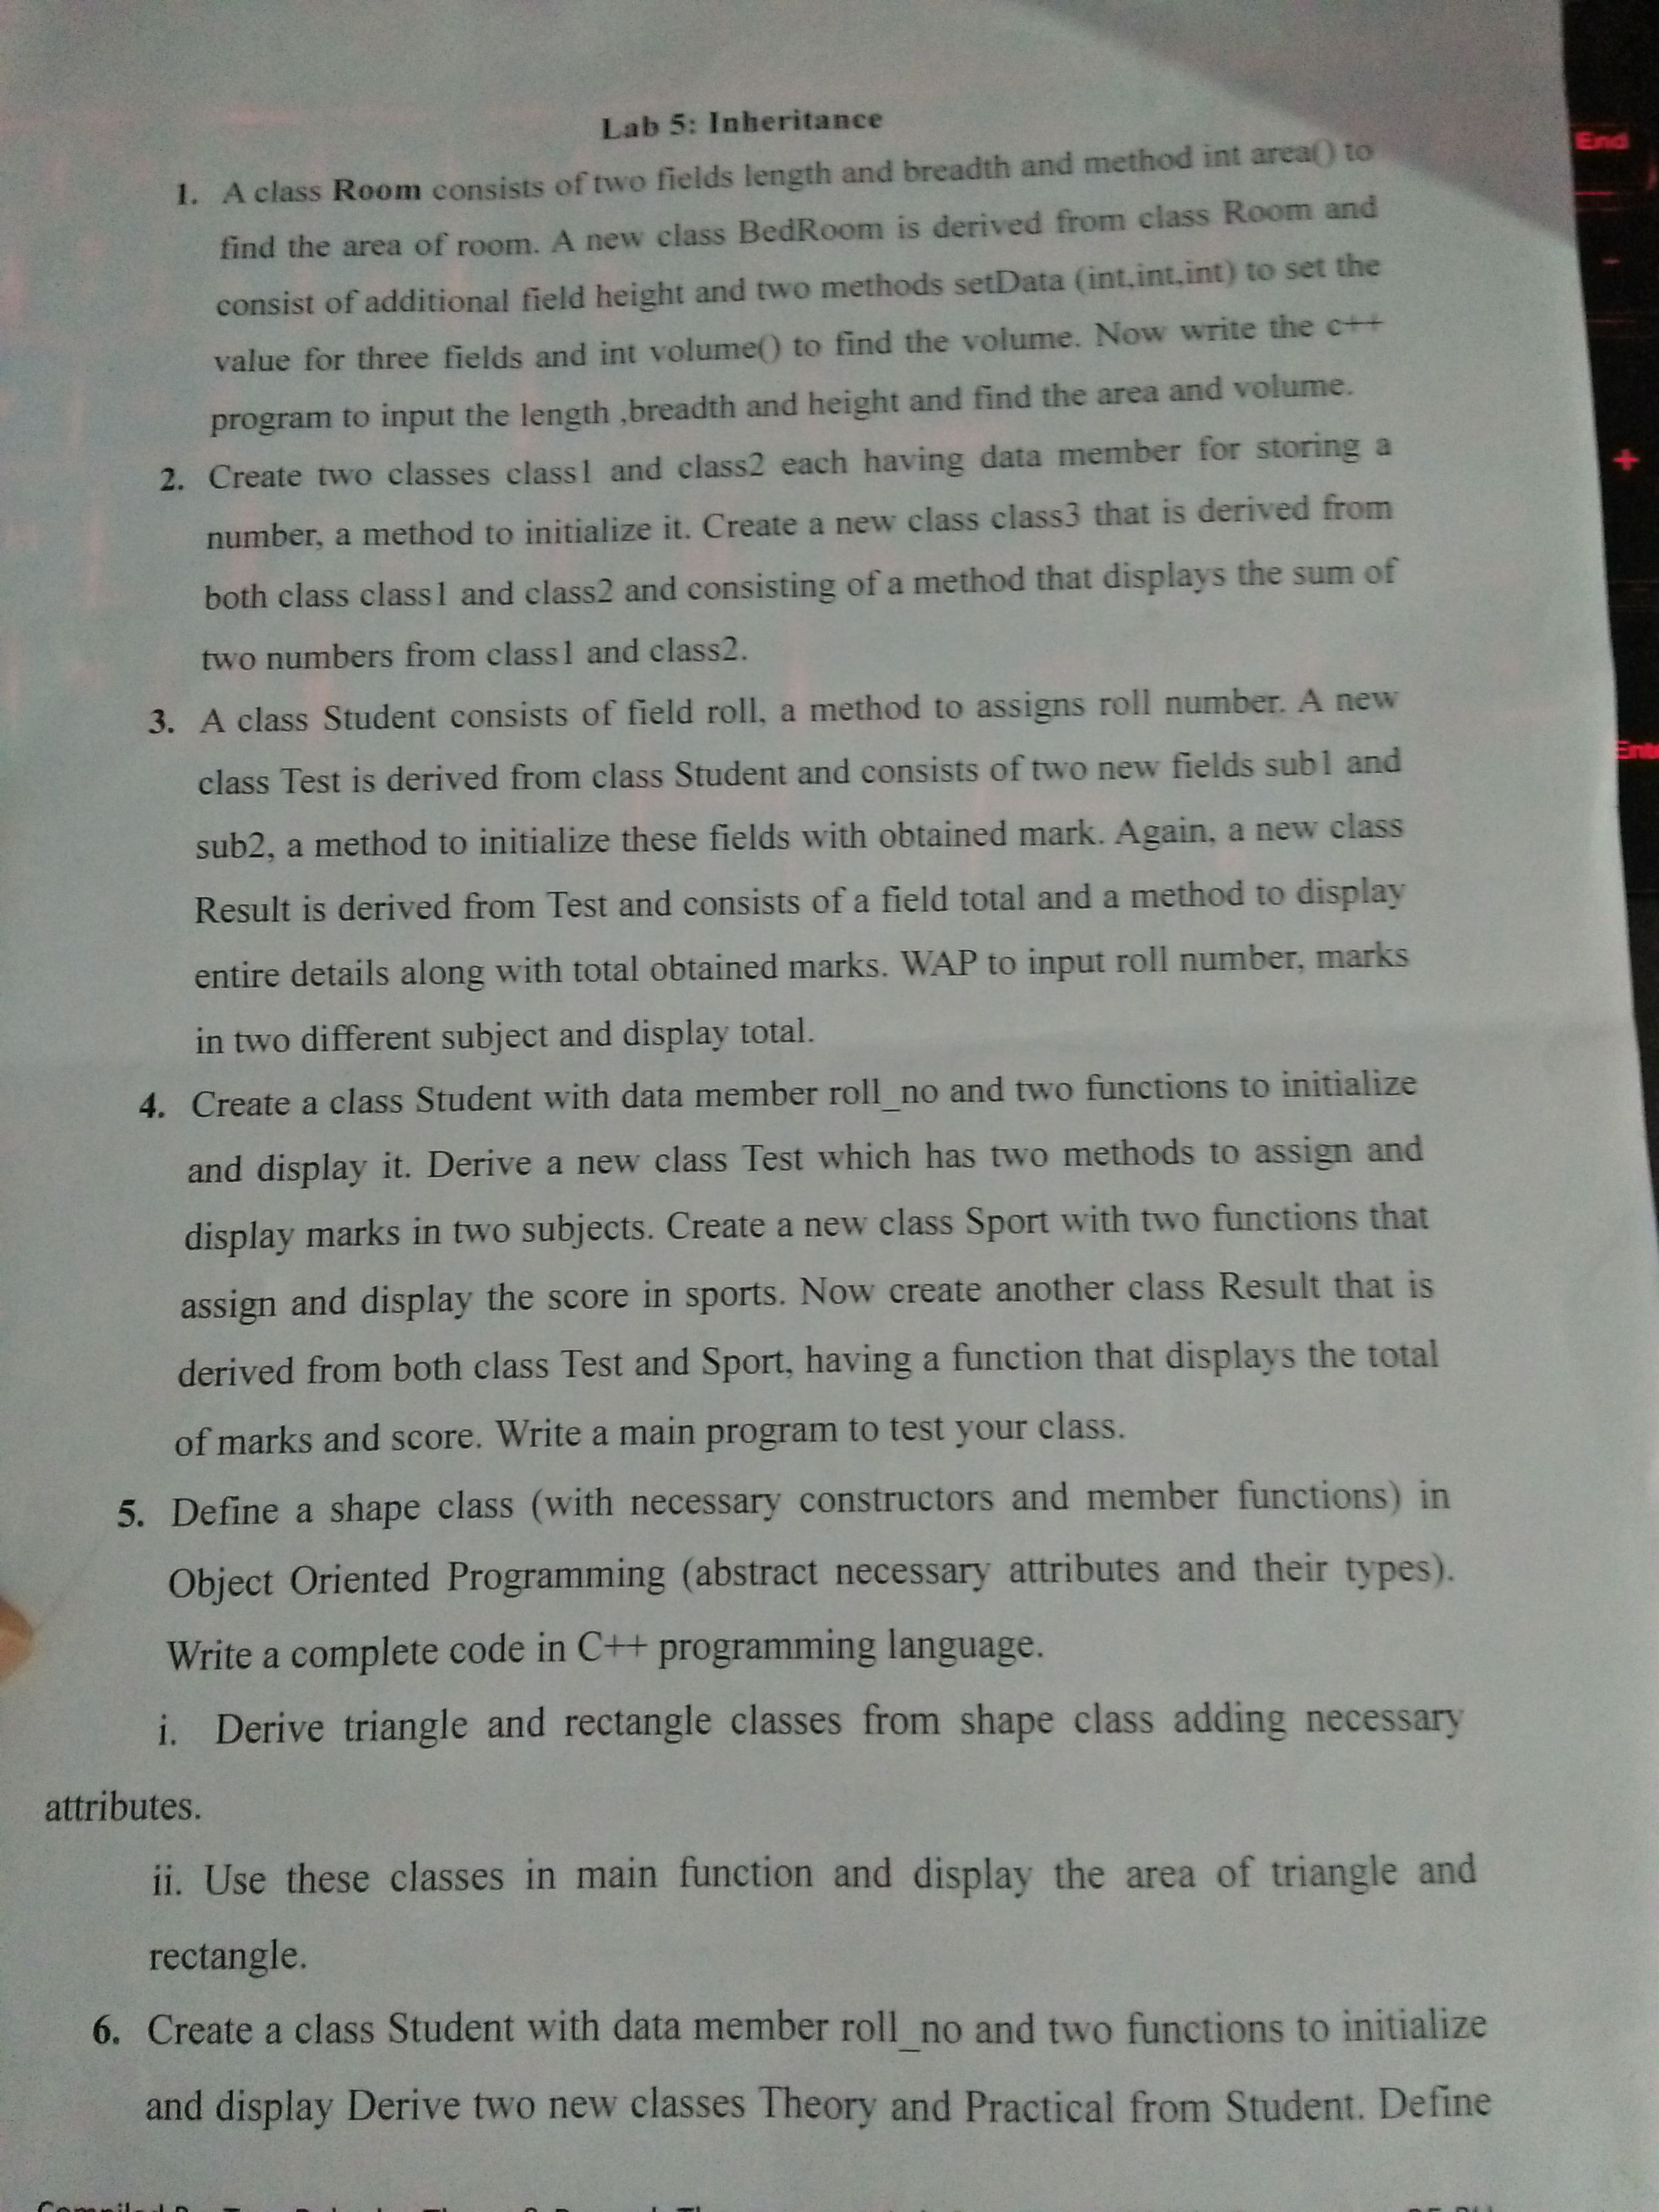 Lab 5: Inheritance
1. A class Room consists of two fields length and breadth and method int area() to
find the area of room. A new class BedRoom is derived from class Room and
consist of additional field height and two methods setData (int,int,int) to set the
value for three fields and int volume() to find the volume. Now write the c++
program to input the length ,breadth and height and find the area and volume.
2. Create two classes class1 and class2 each having data member for storing a
number, a method to initialize it. Create a new class class3 that is derived from
both class class1 and class2 and consisting of a method that displays the sum of
two numbers from class1 and class2.
3. A class Student consists of field roll, a method to assigns roll number. A new
class Test is derived from class Student and consists of two new fields sub1 and
sub2, a method to initialize these fields with obtained mark. Again, a new class
Result is derived from Test and consists of a field total and a method to display
entire details along with total obtained marks. WAP to input roll number, marks
in two different subject and display total.
4. Create a class Student with data member roll_no and two functions to initialize
and display it. Derive a new class Test which has two methods to assign and
display marks in two subjects. Create a new class Sport with two functions that
assign and display the score in sports. Now create another class Result that is
derived from both class Test and Sport, having a function that displays the total
of marks and score. Write a main program to test your class.
5. Define a shape class (with necessary constructors and member functions) in
Object Oriented Programming (abstract necessary attributes and their types).
Write a complete code in C++ programming language.
i. Derive triangle and rectangle classes from shape class adding necessary
attributes.
ii. Use these classes in main function and display the area of triangle and
rectangle.
6. Create a class Student with data member roll_no and two functions to initialize
and display Derive two new classes Theory and Practical from Student. Define
End
-
+